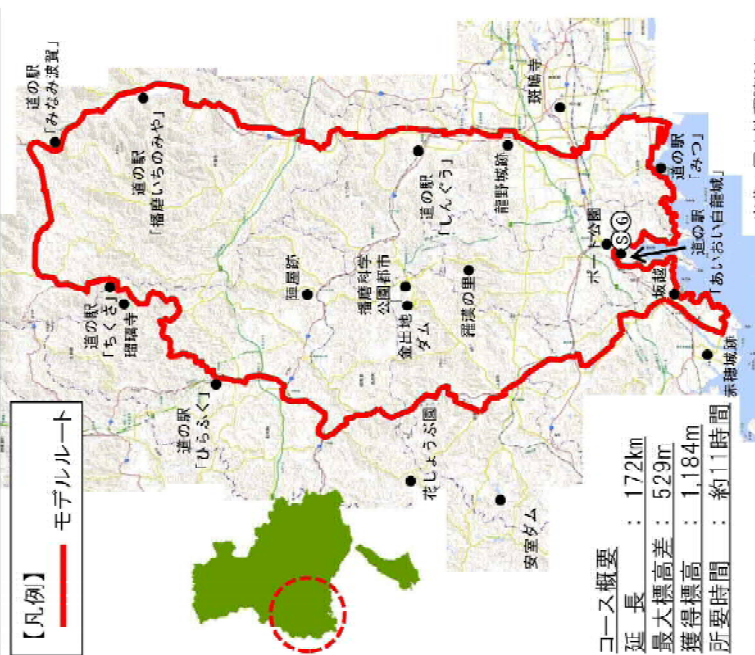 【凡例】
モデルルート
道の駅
「みなみ波賀」
道の駅
「播磨いちのみや」
道の駅
「ちくさ」
瑠璃寺
道の駅
「ひらふく」
斑鳩寺
道の駅
「しんぐう」
龍野城跡
播磨科学
公園都市
金出地
ダム
羅漢の里
花しょうぶ園
安室ダム
ボート公園
S G
道の駅
「みつ」
道の駅
「あいおい白龍城」
坂越
赤穂城跡
コース概要
延長 : 172km
最大標高差 : 529m
獲得標高 : 1,184m
所要時間 : 約11時間